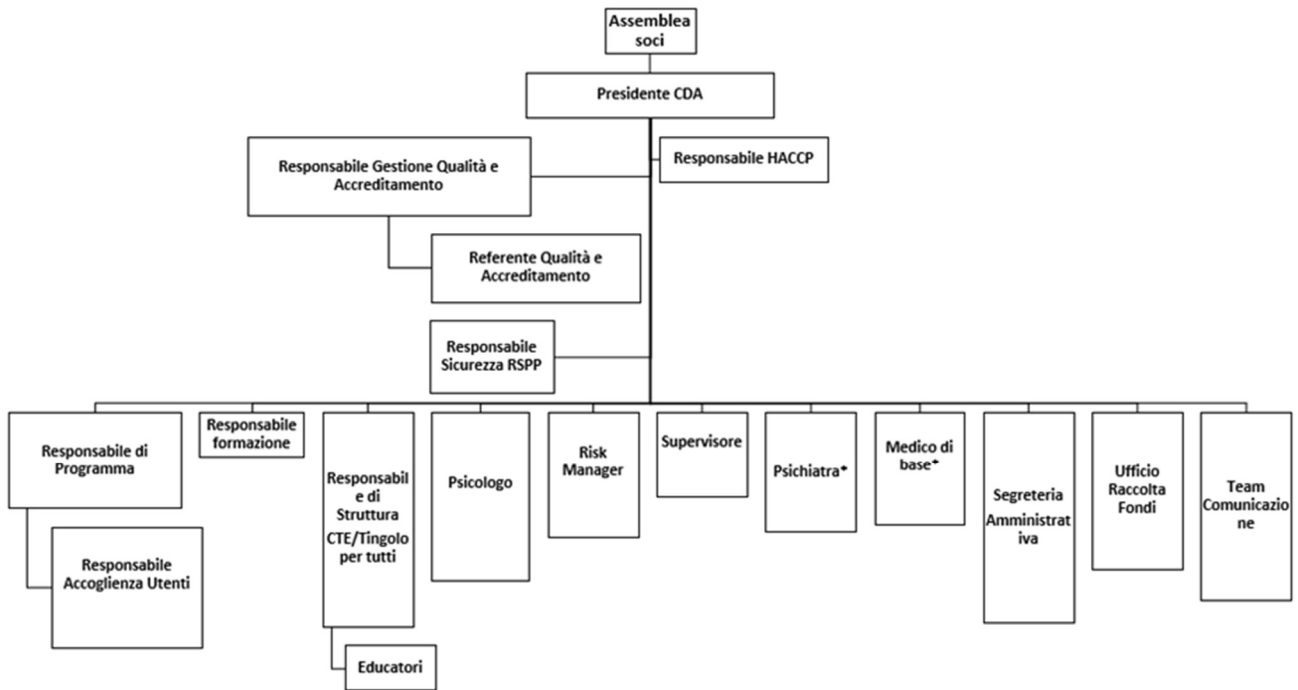 Assemblea
soci
Presidente CDA
Responsabile Gestione Qualità e
Accreditamento
Responsabile HACCP
Referente Qualità e
Accreditamento
Responsabile
Sicurezza RSPP
Responsabile di
Programma
Responsabile
Accoglienza Utenti
Responsabile
formazione
Responsabil
e di
Struttura
CTE/Tingolo
per tutti
Educatori
Psicologo
Risk
Manager
Supervisore
Psichiatra*
Medico di
base*
Segreteria
Amministrat
iva
Ufficio
Raccolta
Fondi
Team
Comunicazio
ne